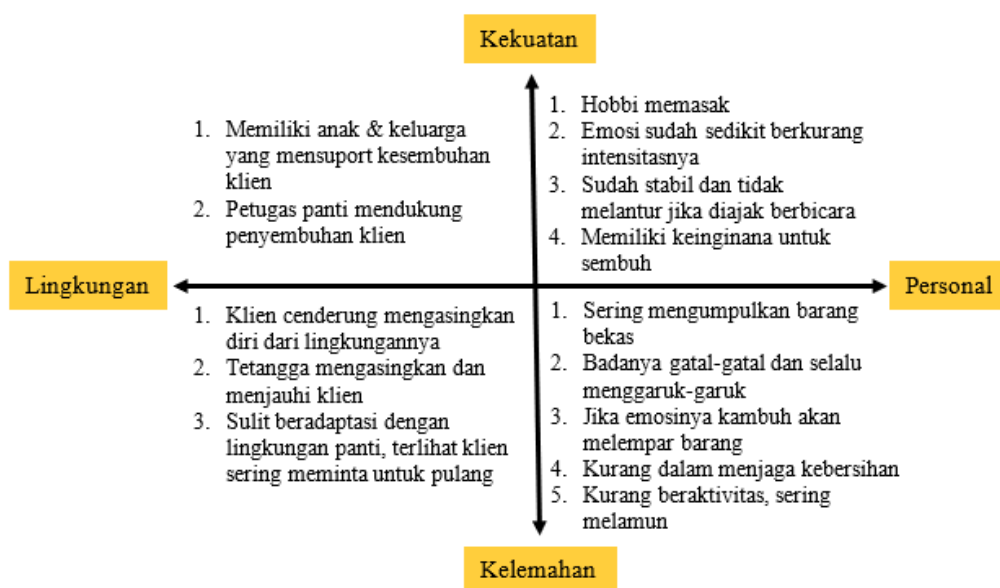 Kekuatan
1. Memiliki anak & keluarga
yang mensuport kesembuhan
klien
2. Petugas panti mendukung
penyembuhan klien
1. Hobbi memasak
2. Emosi sudah sedikit berkurang
intensitasnya
3. Sudah stabil dan tidak
melantur jika diajak berbicara
4. Memiliki keinginana untuk
sembuh
Lingkungan
Personal
1. Klien cenderung mengasingkan
diri dari lingkungannya
2. Tetangga mengasingkan dan
menjauhi klien
3. Sulit beradaptasi dengan
lingkungan panti, terlihat klien
sering meminta untuk pulang
1. Sering mengumpulkan barang
bekas
2. Badanya gatal-gatal dan selalu
menggaruk-garuk
3. Jika emosinya kambuh akan
melempar barang
4. Kurang dalam menjaga kebersihan
5. Kurang beraktivitas, sering
melamun
Kelemahan